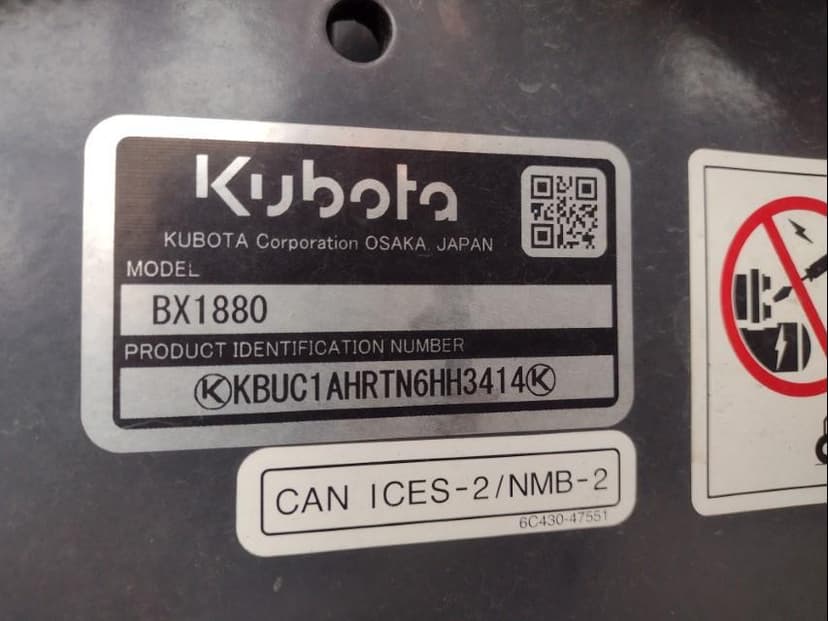 Kubota
KUBOTA Corporation OSAKA JAPAN
MODEL
BX1880
PRODUCT IDENTIFICATION NUMBER
ⓀKBUC1AHRTN6HH3414Ⓚ
CAN ICES-2/NMB-2
6C430-47551